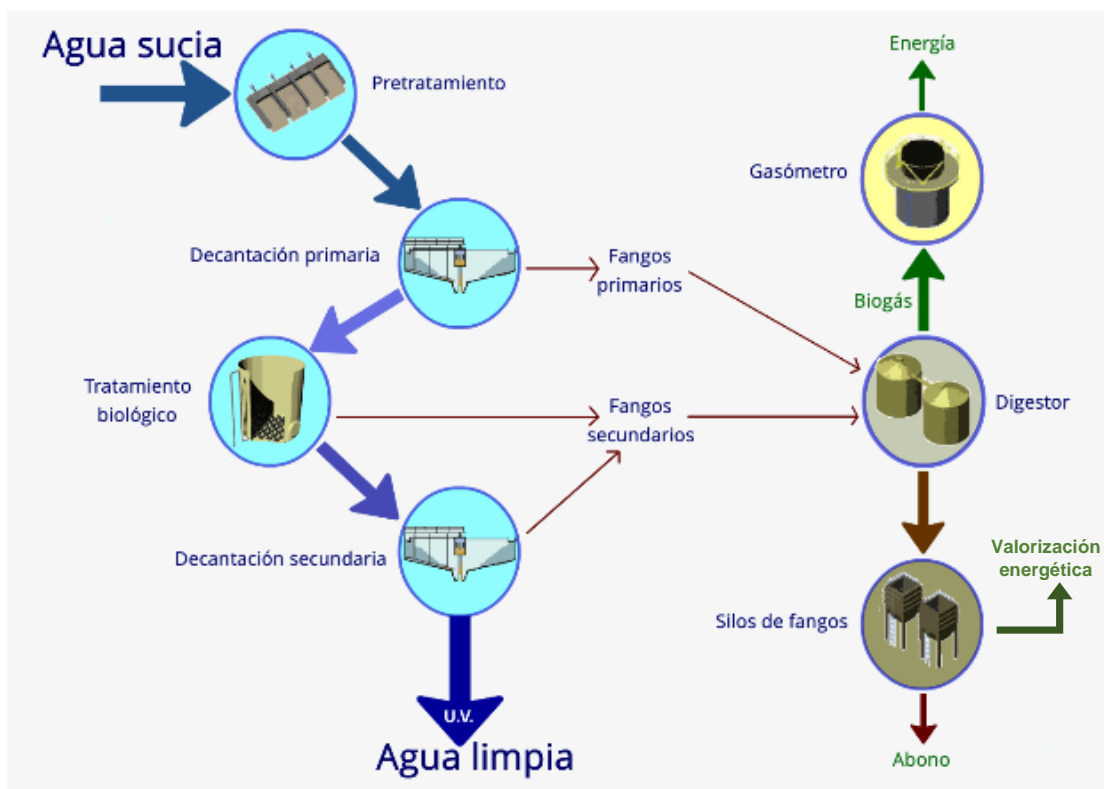 Agua sucia
Pretratamiento
Decantación primaria
Fangos
primarios
Tratamiento
biológico
Fangos
secundarios
Decantación secundaria
U.V.
Agua limpia
Energía
Gasómetro
Biogás
Digestor
Valorización
energética
Silos de fangos
Abono